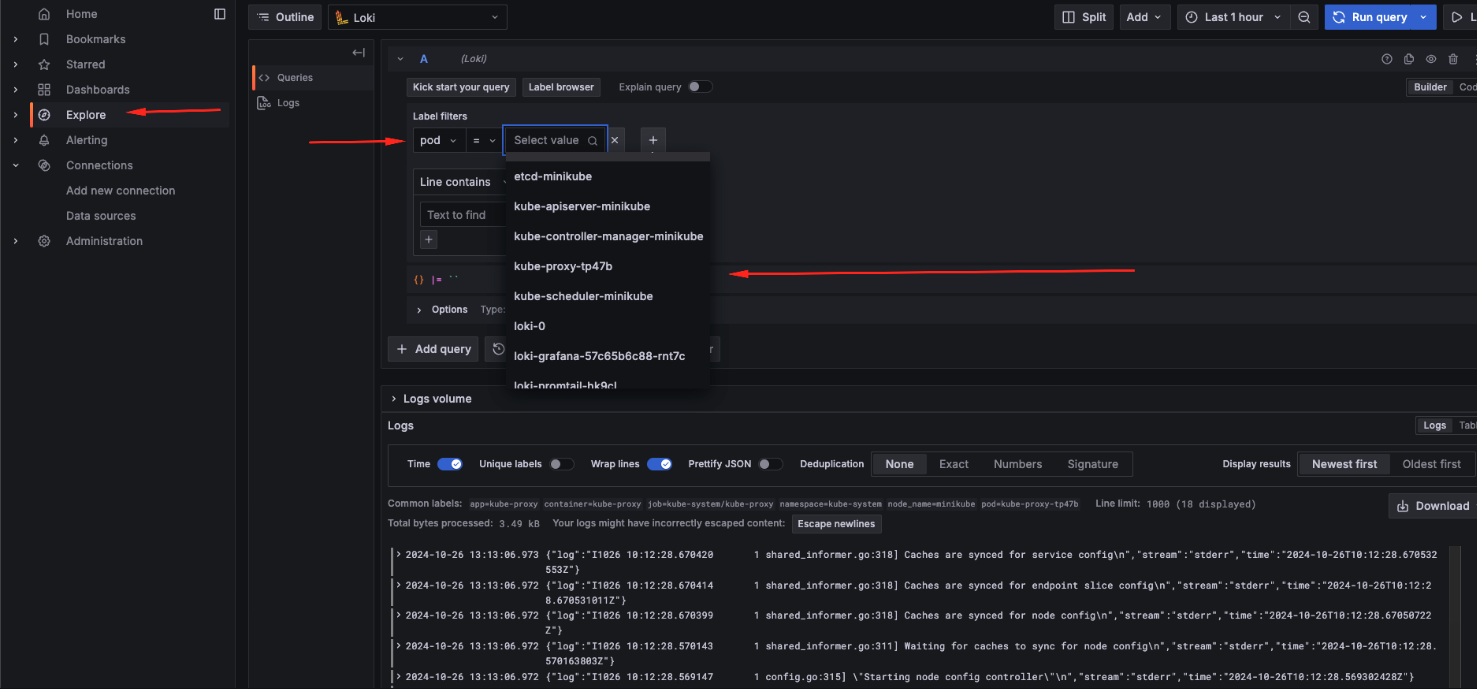 Home
Bookmarks
Starred
Dashboards
Explore
Alerting
Connections
Add new connection
Data sources
Administration
Outline
Loki
Split
Add
Last 1 hour
Run query
L
Queries
Logs
A (Loki)
Kick start your query
Label browser
Explain query
Builder
Cod
Label filters
pod
=
Select value
etcd-minikube
kube-apiserver-minikube
kube-controller-manager-minikube
kube-proxy-tp47b
kube-scheduler-minikube
loki-0
loki-grafana-57c65b6c88-rnt7c
loki-promtail-hk9cl
Line contains
Text to find
{} |= ``
Options Type:
Add query
r
Logs volume
Logs
Logs
Tab
Time
Unique labels
Wrap lines
Prettify JSON
Deduplication
None
Exact
Numbers
Signature
Display results
Newest first
Oldest first
Common labels: app=kube-proxy container=kube-proxy job=kube-system/kube-proxy namespace=kube-system node_name=minikube pod=kube-proxy-tp47b Line limit: 1000 (18 displayed)
Download
Total bytes processed: 3.49 kB Your logs might have incorrectly escaped content: Escape newlines
2024-10-26 13:13:06.973 {"log":"I1026 10:12:28.670420 1 shared_informer.go:318] Caches are synced for service config\n","stream":"stderr","time":"2024-10-26T10:12:28.670532
553Z"}
2024-10-26 13:13:06.972 {"log":"I1026 10:12:28.670414 1 shared_informer.go:318] Caches are synced for endpoint slice config\n","stream":"stderr","time":"2024-10-26T10:12:2
8.670531011Z"}
2024-10-26 13:13:06.972 {"log":"I1026 10:12:28.670399 1 shared_informer.go:318] Caches are synced for node config\n","stream":"stderr","time":"2024-10-26T10:12:28.67050722
Z"}
2024-10-26 13:13:06.972 {"log":"I1026 10:12:28.570143 1 shared_informer.go:311] Waiting for caches to sync for node config\n","stream":"stderr","time":"2024-10-26T10:12:28.
570163803Z"}
2024-10-26 13:13:06.972 {"log":"I1026 10:12:28.569147 1 config.go:315] \"Starting node config controller\"\n","stream":"stderr","time":"2024-10-26T10:12:28.569302428Z"}